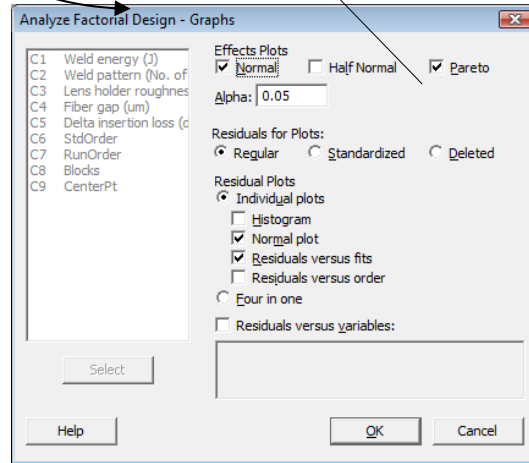 Analyze Factorial Design - Graphs
C1 Weld energy (J)
C2 Weld pattern (No. of
C3 Lens holder roughnes
C4 Fiber gap (um)
C5 Delta insertion loss (d
C6 StdOrder
C7 RunOrder
C8 Blocks
C9 CenterPt
Effects Plots
Normal Half Normal Pareto
Alpha: 0.05
Residuals for Plots:
Regular Standardized Deleted
Residual Plots
Individual plots
Histogram
Normal plot
Residuals versus fits
Residuals versus order
Four in one
Residuals versus variables:
Select
Help OK Cancel